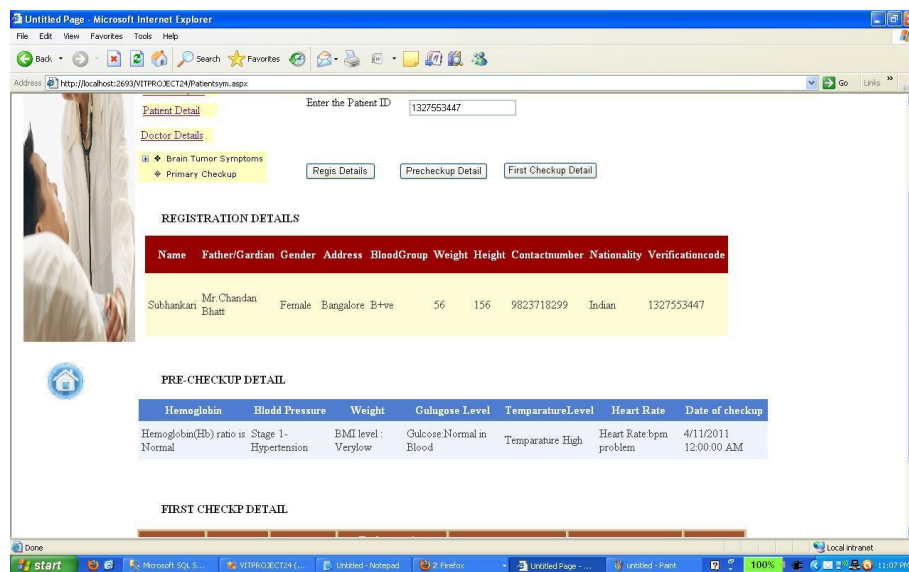 Untitled Page - Microsoft Internet Explorer
File Edit View Favorites Tools Help
Back Search Favorites
Address http://localhost:2693/VITPROJECT24/Patientsym.aspx Go Links
Patient Detail
Enter the Patient ID 1327553447
Doctor Details
Brain Tumor Symptoms
Primary Checkup
Regis Details Precheckup Detail First Checkup Detail
REGISTRATION DETAILS
Name Father/Gardian Gender Address BloodGroup Weight Height Contactnumber Nationality Verificationcode
Subhankari Mr.Chandan Bhatt Female Bangalore B+ve 56 156 9823718299 Indian 1327553447
PRE-CHECKUP DETAIL
Hemoglobin Blodd Pressure Weight Gulugose Level TemparatureLevel Heart Rate Date of checkup
Hemoglobin(Hb) ratio is Normal Stage 1-Hypertension BMI level : Verylow Gulcose:Normal in Blood Temparature High Heart Rate:bpm problem 4/11/2011 12:00:00 AM
FIRST CHECKP DETAIL
Done Local intranet
start Microsoft SQL S... VITPROJECT24 (... Untitled - Notepad 2 Firefox Untitled Page - ... untitled - Paint 100% 11:07 PM